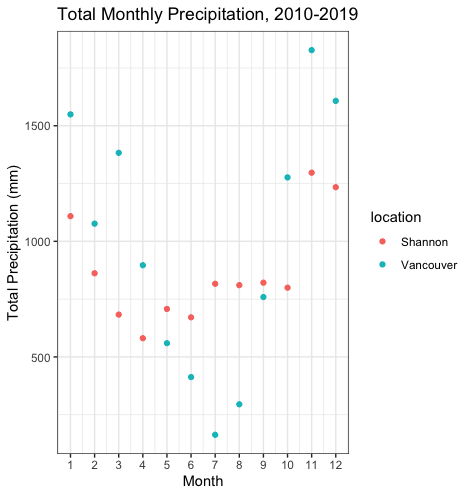 Total Monthly Precipitation, 2010-2019
Total Precipitation (mm)
1500
1000
500
1 2 3 4 5 6 7 8 9 10 11 12
Month
location
Shannon
Vancouver